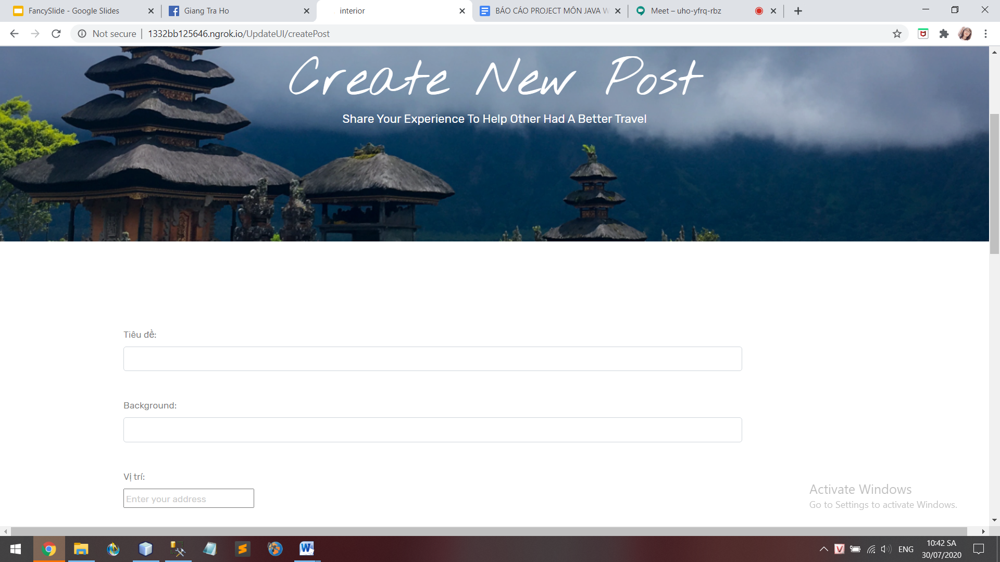 FancySlide - Google Slides
Giang Tra Ho
interior
BÁO CÁO PROJECT MÔN JAVA W
Meet – uho-yfrq-rbz
Not secure | 1332bb125646.ngrok.io/UpdateUI/createPost
Create New Post
Share Your Experience To Help Other Had A Better Travel
Tiêu đề:
Background:
Vị trí:
Enter your address
Activate Windows
Go to Settings to activate Windows.
ENG
10:42 SA
30/07/2020